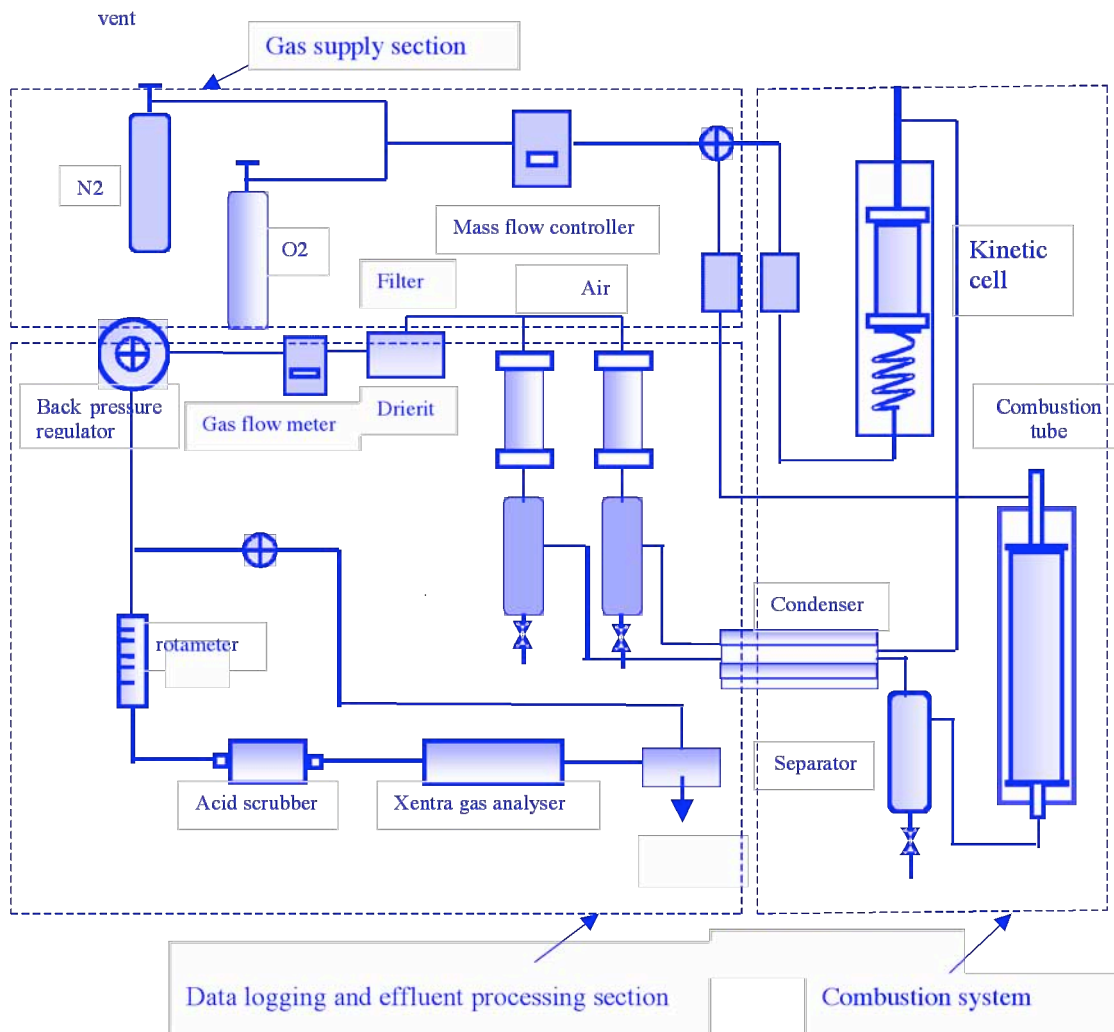 vent
Gas supply section
N2
O2
Mass flow controller
Filter
Air
Kinetic
cell
Back pressure
regulator
Gas flow meter
Drierit
Combustion
tube
rotameter
Condenser
Separator
Acid scrubber
Xentra gas analyser
Data logging and effluent processing section
Combustion system